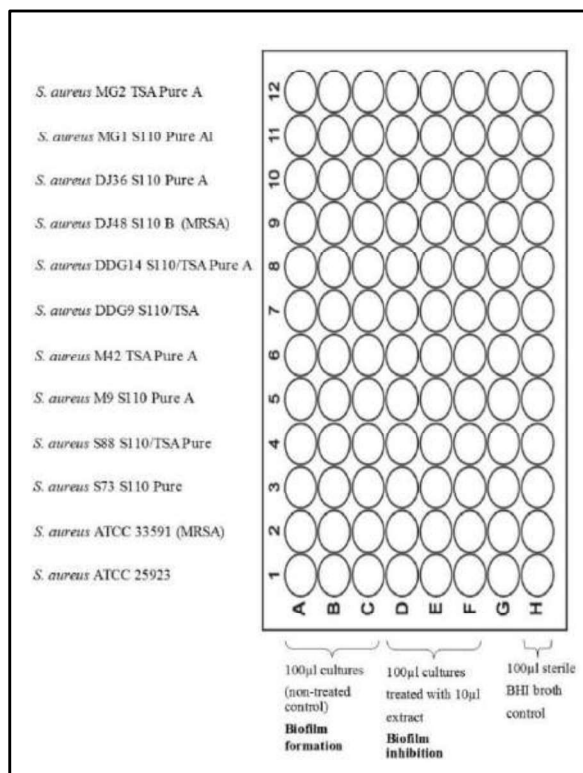 S. aureus MG2 TSA Pure A
12
S. aureus MG1 S110 Pure AI
11
S. aureus DJ36 S110 Pure A
10
S. aureus DJ48 S110 B (MRSA)
9
S. aureus DDG14 S110/TSA Pure A
8
S. aureus DDG9 S110/TSA
7
S. aureus M42 TSA Pure A
6
S. aureus M9 S110 Pure A
5
S. aureus S88 S110/TSA Pure
4
S. aureus S73 S110 Pure
3
S. aureus ATCC 33591 (MRSA)
2
S. aureus ATCC 25923
1
A B C D E F G H
100µl cultures
(non-treated
control)
Biofilm
formation
100µl cultures
treated with 10µl
extract
Biofilm
inhibition
100µl sterile
BHI broth
control